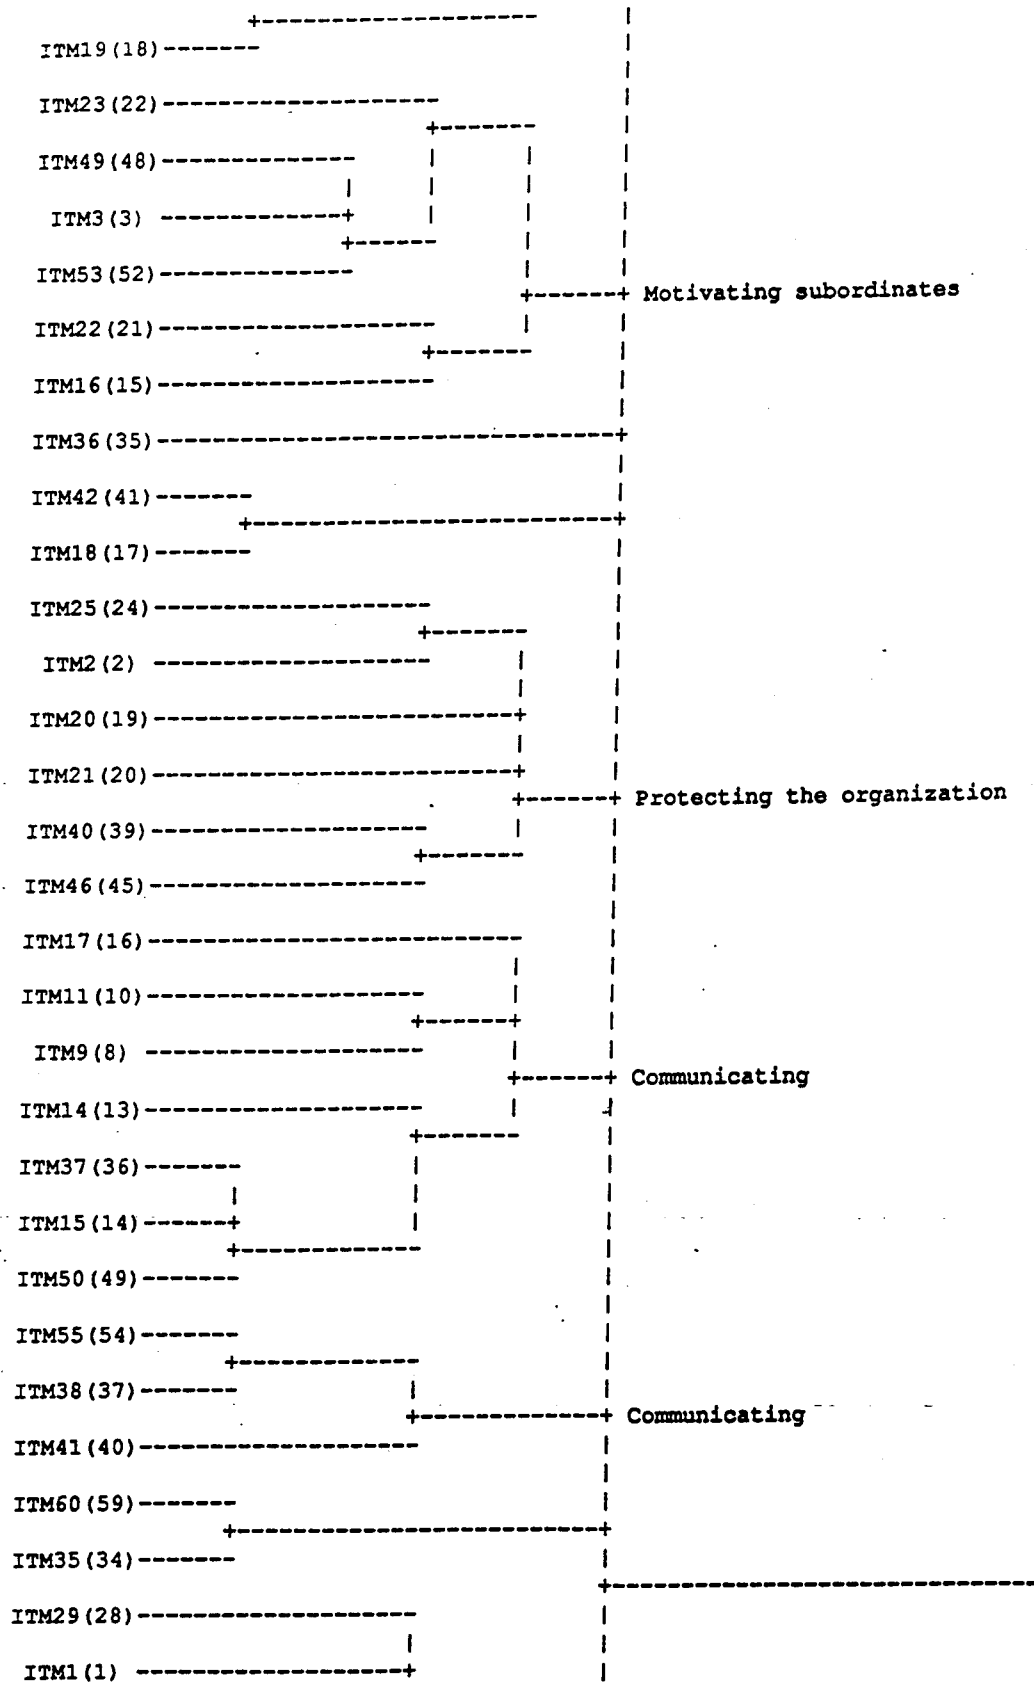 ITM19(18)
ITM23(22)
ITM49(48)
ITM3(3)
ITM53(52)
Motivating subordinates
ITM22(21)
ITM16(15)
ITM36(35)
ITM42(41)
ITM18(17)
ITM25(24)
ITM2(2)
ITM20(19)
ITM21(20)
Protecting the organization
ITM40(39)
ITM46(45)
ITM17(16)
ITM11(10)
ITM9(8)
Communicating
ITM14(13)
ITM37(36)
ITM15(14)
ITM50(49)
ITM55(54)
ITM38(37)
Communicating
ITM41(40)
ITM60(59)
ITM35(34)
ITM29(28)
ITM1(1)